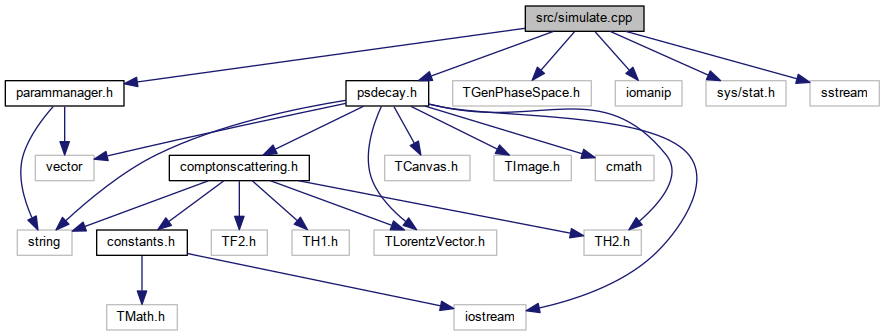 src/simulate.cpp
parammanager.h
psdecay.h
TGenPhaseSpace.h
iomanip
sys/stat.h
sstream
vector
comptonscattering.h
TCanvas.h
TImage.h
cmath
string
constants.h
TF2.h
TH1.h
TLorentzVector.h
TH2.h
TMath.h
iostream